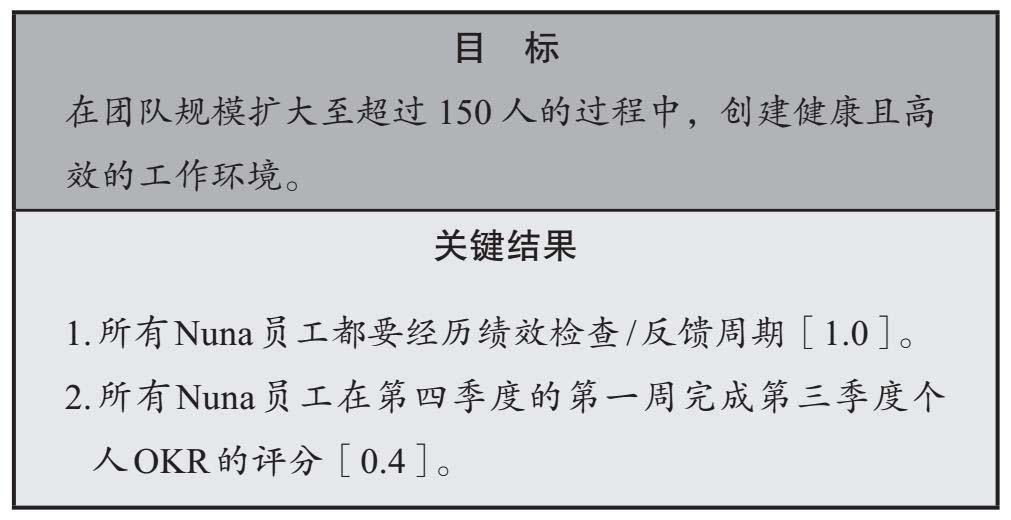 目 标
在团队规模扩大至超过 150 人的过程中，创建健康且高
效的工作环境。
关键结果
1.所有Nuna员工都要经历绩效检查/反馈周期［1.0］。
2.所有Nuna员工在第四季度的第一周完成第三季度个
人OKR的评分［0.4］。